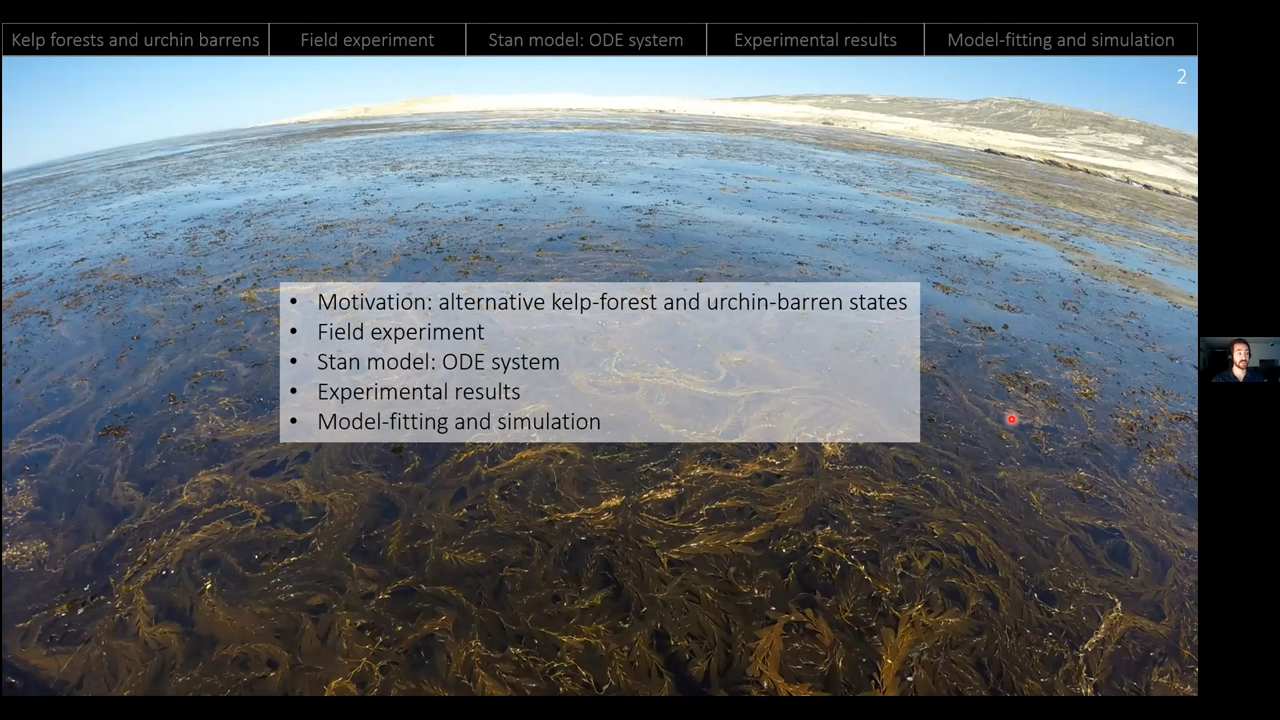 Kelp forests and urchin barrens
Field experiment
Stan model: ODE system
Experimental results
Model-fitting and simulation
2
• Motivation: alternative kelp-forest and urchin-barren states
• Field experiment
• Stan model: ODE system
• Experimental results
• Model-fitting and simulation